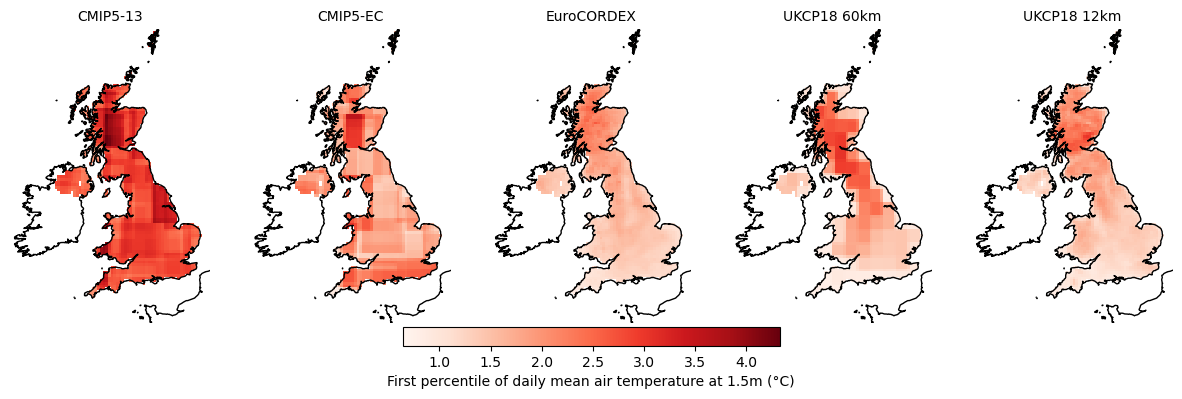 CMIP5-13 CMIP5-EC EuroCORDEX UKCP18 60km UKCP18 12km
1.0 1.5 2.0 2.5 3.0 3.5 4.0
First percentile of daily mean air temperature at 1.5m (°C)